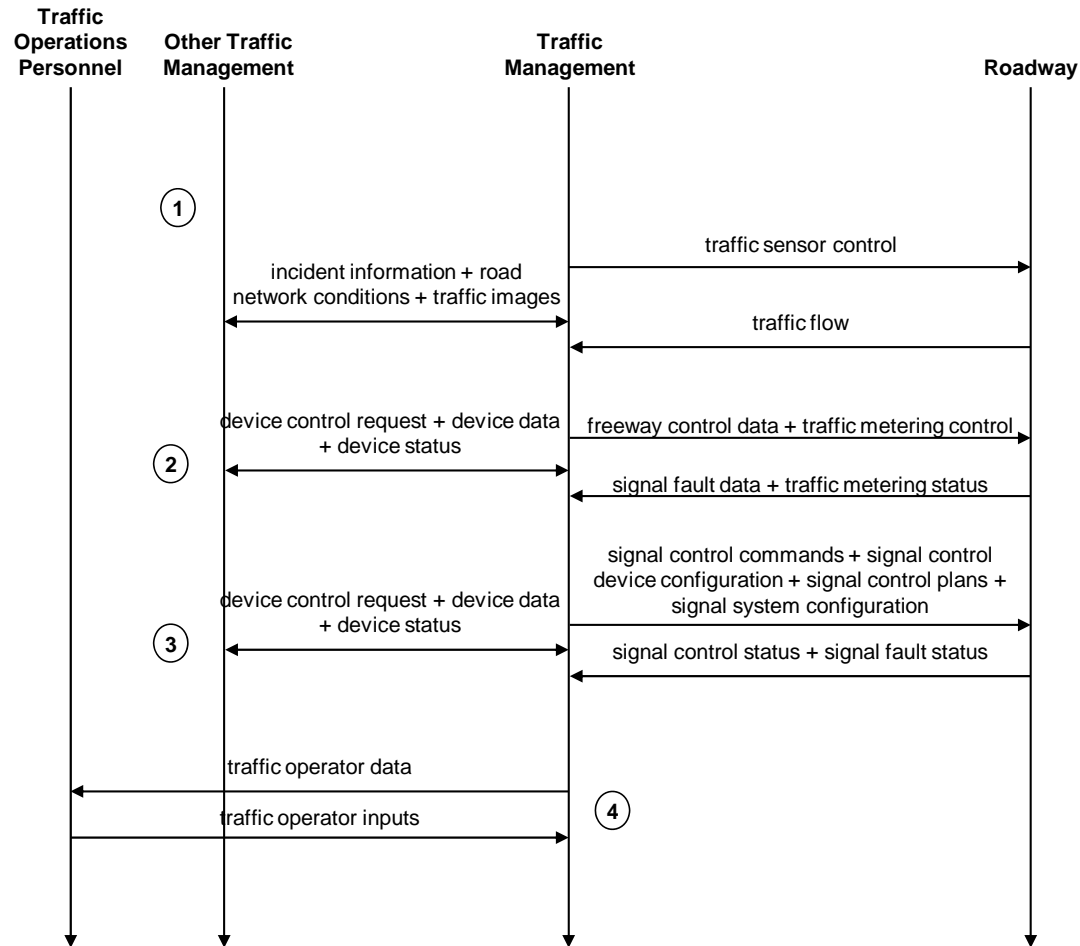 Traffic
Operations
Personnel
Other Traffic
Management
Traffic
Management
Roadway
1
traffic sensor control
incident information + road
network conditions + traffic images
traffic flow
device control request + device data
+ device status
freeway control data + traffic metering control
2
signal fault data + traffic metering status
signal control commands + signal control
device configuration + signal control plans +
signal system configuration
device control request + device data
+ device status
3
signal control status + signal fault status
traffic operator data
4
traffic operator inputs